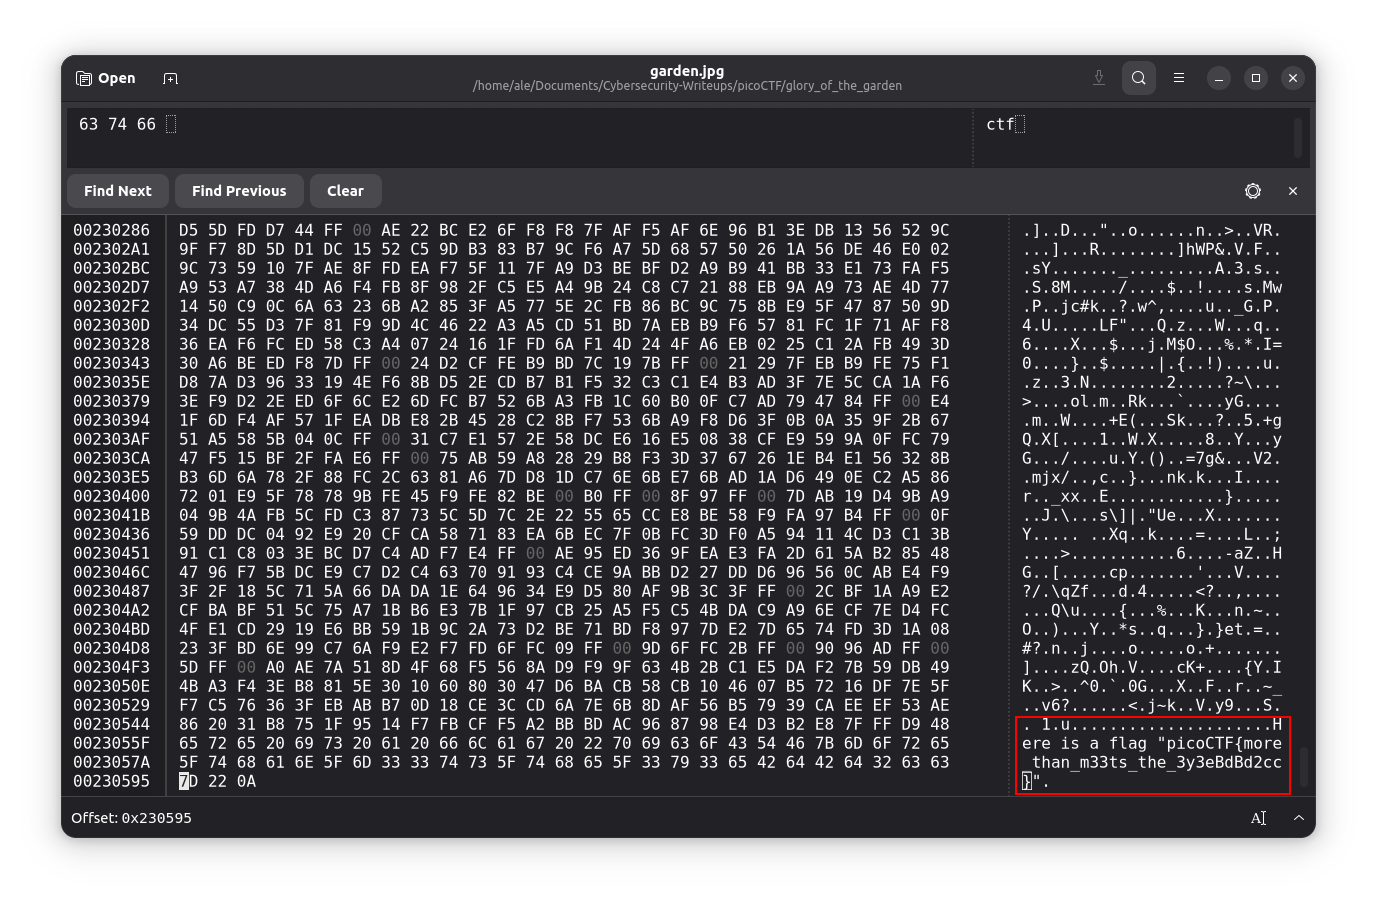 Open
garden.jpg
/home/ale/Documents/Cybersecurity-Writeups/picoCTF/glory_of_the_garden
63 74 66 ctf
Find Next Find Previous Clear
00230286 D5 5D FD D7 44 FF 00 AE 22 BC E2 6F F8 F8 7F AF F5 AF 6E 96 B1 3E DB 13 56 52 9C .]..D..."..o......n..>..VR.
002302A1 9F F7 8D 5D D1 DC 15 52 C5 9D B3 83 B7 9C F6 A7 5D 68 57 50 26 1A 56 DE 46 E0 02 ...]...R........]hWP&.V.F..
002302BC 9C 73 59 10 7F AE 8F FD EA F7 5F 11 7F A9 D3 BE BF D2 A9 B9 41 BB 33 E1 73 FA F5 .sY......._.........A.3.s..
002302D7 A9 53 A7 38 4D A6 F4 FB 8F 98 2F C5 E5 A4 9B 24 C8 C7 21 88 EB 9A A9 73 AE 4D 77 .S.8M...../....$..!....s.Mw
002302F2 14 50 C9 0C 6A 63 23 6B A2 85 3F A5 77 5E 2C FB 86 BC 9C 75 8B E9 5F 47 87 50 9D .P..jc#k..?.w^,....u.._G.P.
0023030D 34 DC 55 D3 7F 81 F9 9D 4C 46 22 A3 A5 CD 51 BD 7A EB B9 F6 57 81 FC 1F 71 AF F8 4.U.....LF"...Q.z...W...q..
00230328 36 EA F6 FC ED 58 C3 A4 07 24 16 1F FD 6A F1 4D 24 4F A6 EB 02 25 C1 2A FB 49 3D 6....X...$...j.M$O...%.*.I=
00230343 30 A6 BE ED F8 7D FF 00 24 D2 CF FE B9 BD 7C 19 7B FF 00 21 29 7F EB B9 FE 75 F1 0....}..$.....|.{..!)....u.
0023035E D8 7A D3 96 33 19 4E F6 8B D5 2E CD B7 B1 F5 32 C3 C1 E4 B3 AD 3F 7E 5C CA 1A F6 .z..3.N........2.....?~\...
00230379 3E F9 D2 2E ED 6F 6C E2 6D FC B7 52 6B A3 FB 1C 60 B0 0F C7 AD 79 47 84 FF 00 E4 >....ol.m..Rk...`....yG....
00230394 1F 6D F4 AF 57 1F EA DB E8 2B 45 28 C2 8B F7 53 6B A9 F8 D6 3F 0B 0A 35 9F 2B 67 .m..W....+E(...Sk...?..5.+g
002303AF 51 A5 58 5B 04 0C FF 00 31 C7 E1 57 2E 58 DC E6 16 E5 08 38 CF E9 59 9A 0F FC 79 Q.X[....1..W.X.....8..Y...y
002303CA 47 F5 15 BF 2F FA E6 FF 00 75 AB 59 A8 28 29 B8 F3 3D 37 67 26 1E B4 E1 56 32 8B G.../....u.Y.()..=7g&...V2.
002303E5 B3 6D 6A 78 2F 88 FC 2C 63 81 A6 7D D8 1D C7 6E 6B E7 6B AD 1A D6 49 0E C2 A5 86 .mjx/..,c..}...nk.k...I....
00230400 72 01 E9 5F 78 78 9B FE 45 F9 FE 82 BE 00 B0 FF 00 8F 97 FF 00 7D AB 19 D4 9B A9 r.._xx..E............}.....
0023041B 04 9B 4A FB 5C FD C3 87 73 5C 5D 7C 2E 22 55 65 CC E8 BE 58 F9 FA 97 B4 FF 00 0F ..J.\...s\]|."Ue...X.......
00230436 59 DD DC 04 92 E9 20 CF CA 58 71 83 EA 6B EC 7F 0B FC 3D F0 A5 94 11 4C D3 C1 3B Y..... ..Xq..k....=....L..;
00230451 91 C1 C8 03 3E BC D7 C4 AD F7 E4 FF 00 AE 95 ED 36 9F EA E3 FA 2D 61 5A B2 85 48 ....>...........6....-aZ..H
0023046C 47 96 F7 5B DC E9 C7 D2 C4 63 70 91 93 C4 CE 9A BB D2 27 DD D6 96 56 0C AB E4 F9 G..[.....cp.......'...V....
00230487 3F 2F 18 5C 71 5A 66 DA DA 1E 64 96 34 E9 D5 80 AF 9B 3C 3F FF 00 2C BF 1A A9 E2 ?/.\qZf...d.4.....<?..,....
002304A2 CF BA BF 51 5C 75 A7 1B B6 E3 7B 1F 97 CB 25 A5 F5 C5 4B DA C9 A9 6E CF 7E D4 FC ...Q\u....{...%...K...n.~..
002304BD 4F E1 CD 29 19 E6 BB 59 1B 9C 2A 73 D2 BE 71 BD F8 97 7D E2 7D 65 74 FD 3D 1A 08 O..)...Y..*s..q...}.}et.=..
002304D8 23 3F BD 6E 99 C7 6A F9 E2 F7 FD 6F FC 09 FF 00 9D 6F FC 2B FF 00 90 96 AD FF 00 #?.n..j....o.....o.+.......
002304F3 5D FF 00 A0 AE 7A 51 8D 4F 68 F5 56 8A D9 F9 9F 63 4B 2B C1 E5 DA F2 7B 59 DB 49 ]....zQ.Oh.V....cK+....{Y.I
0023050E 4B A3 F4 3E B8 81 5E 30 10 60 80 30 47 D6 BA CB 58 CB 10 46 07 B5 72 16 DF 7E 5F K..>..^0.`.0G...X..F..r..~_
00230529 F7 C5 76 36 3F EB AB B7 0D 18 CE 3C CD 6A 7E 6B 8D AF 56 B5 79 39 CA EE AF 53 CE ..v6?......<.j~k..V.y9...S.
00230544 86 20 31 B8 75 1F 95 14 F7 FB CF F5 A2 BB BD AC 96 87 98 E4 D3 B2 E8 7F FF D9 48 . 1.u.....................H
0023055F 65 72 65 20 69 73 20 61 20 66 6C 61 67 20 22 70 69 63 6F 43 54 46 7B 6D 6F 72 65 ere is a flag "picoCTF{more
0023057A 5F 74 68 61 6E 5F 6D 33 33 74 73 5F 74 68 65 5F 33 79 33 65 42 64 42 64 32 63 63 _than_m33ts_the_3y3eBdBd2cc
00230595 7D 22 0A }".
Offset: 0x230595